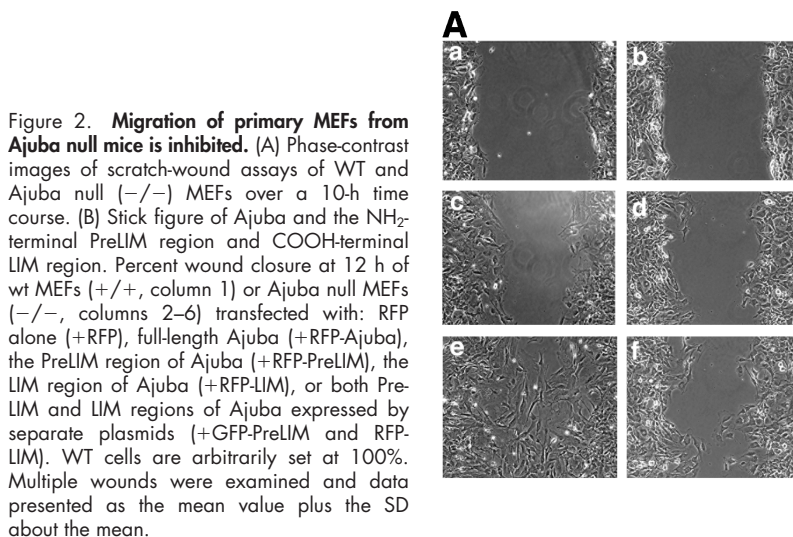 Figure 2. Migration of primary MEFs from
Ajuba null mice is inhibited. (A) Phase-contrast
images of scratch-wound assays of WT and
Ajuba null (−/−) MEFs over a 10-h time
course. (B) Stick figure of Ajuba and the NH₂-
terminal PreLIM region and COOH-terminal
LIM region. Percent wound closure at 12 h of
wt MEFs (+/+, column 1) or Ajuba null MEFs
(−/−, columns 2–6) transfected with: RFP
alone (+RFP), full-length Ajuba (+RFP-Ajuba),
the PreLIM region of Ajuba (+RFP-PreLIM), the
LIM region of Ajuba (+RFP-LIM), or both Pre-
LIM and LIM regions of Ajuba expressed by
separate plasmids (+GFP-PreLIM and RFP-
LIM). WT cells are arbitrarily set at 100%.
Multiple wounds were examined and data
presented as the mean value plus the SD
about the mean.
A
a
b
c
d
e
f